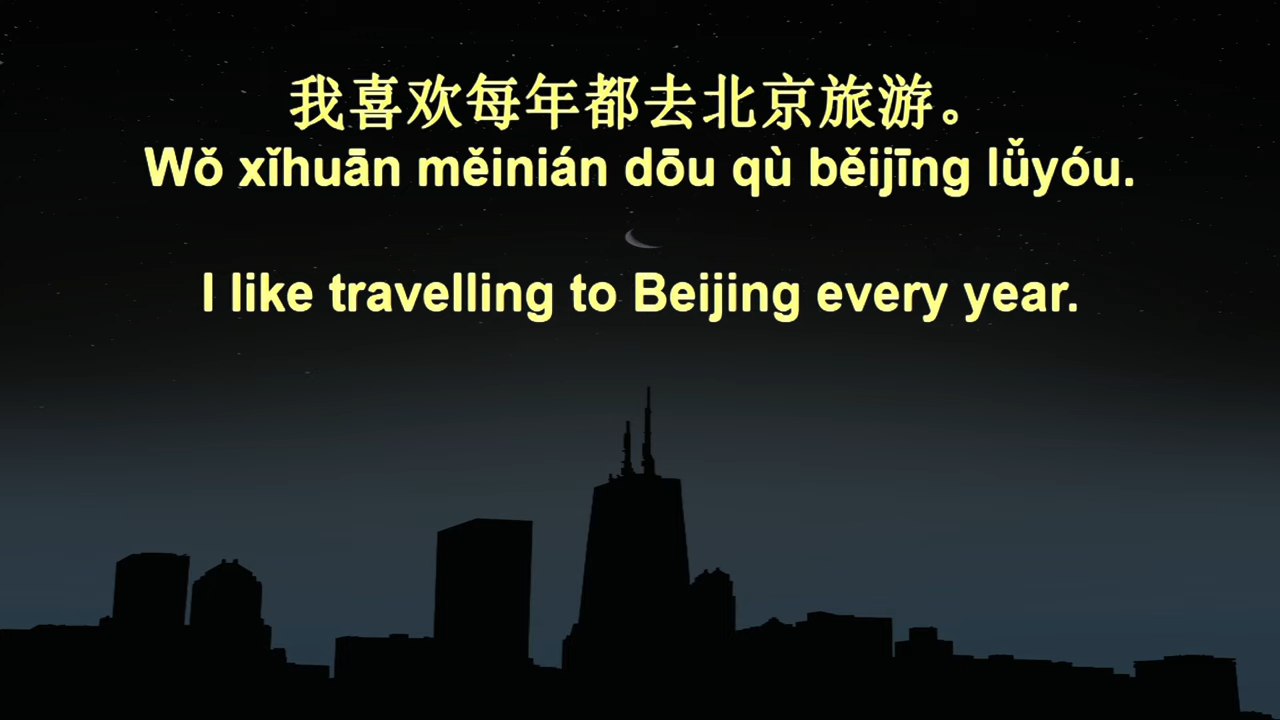 我喜欢每年都去北京旅游。
Wǒ xǐhuān měinián dōu qù běijīng lǚyóu.
I like travelling to Beijing every year.